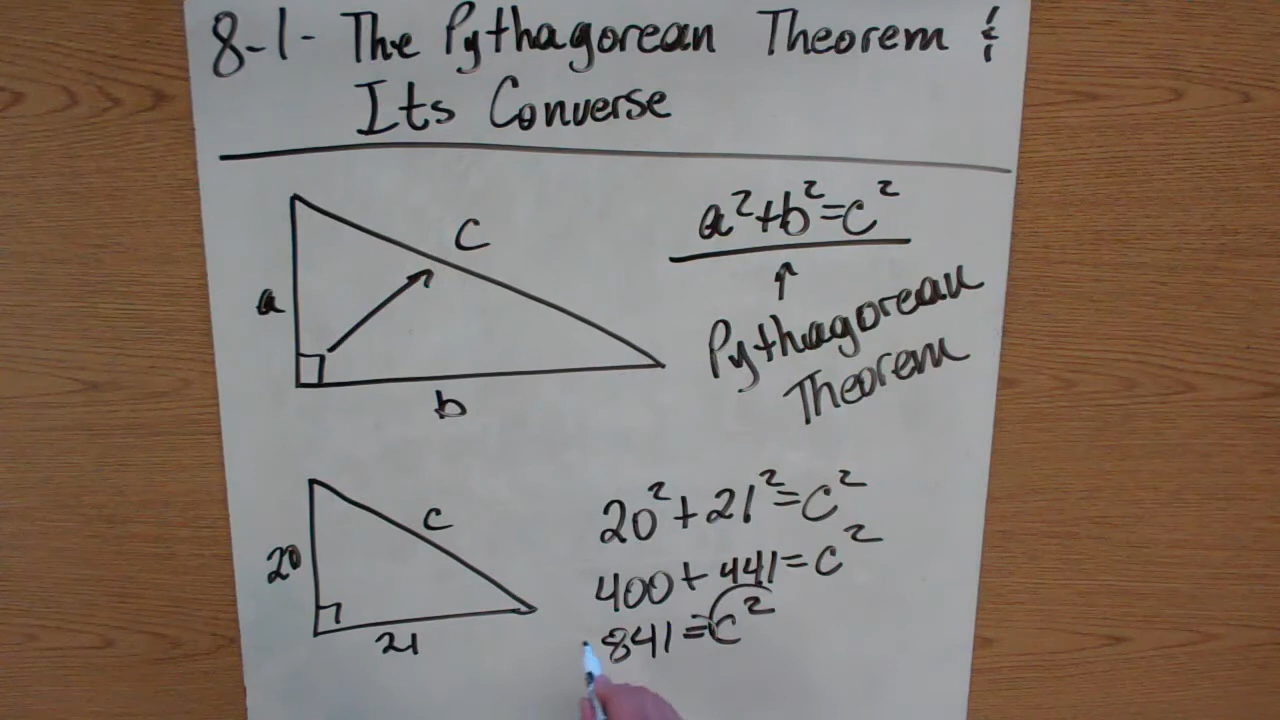 8-1- The Pythagorean Theorem &
Its Converse
c
a
b
a²+b²=c²
Pythagorean
Theorem
20
c
21
20²+21²=c²
400+441=c²
841=c²